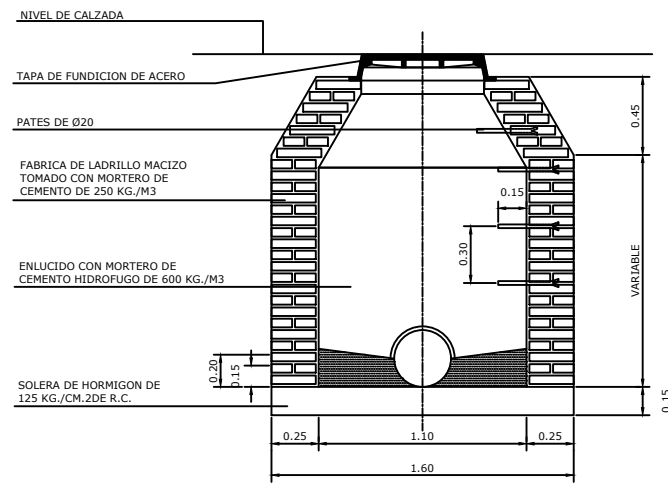 NIVEL DE CALZADA
TAPA DE FUNDICION DE ACERO
PATES DE Ø20
FABRICA DE LADRILLO MACIZO
TOMADO CON MORTERO DE
CEMENTO DE 250 KG./M3
ENLUCIDO CON MORTERO DE
CEMENTO HIDROFUGO DE 600 KG./M3
SOLERA DE HORMIGON DE
125 KG./CM.2DE R.C.
0.45
0.15
0.30
VARIABLE
0.20
0.15
0.15
0.25
1.10
0.25
1.60